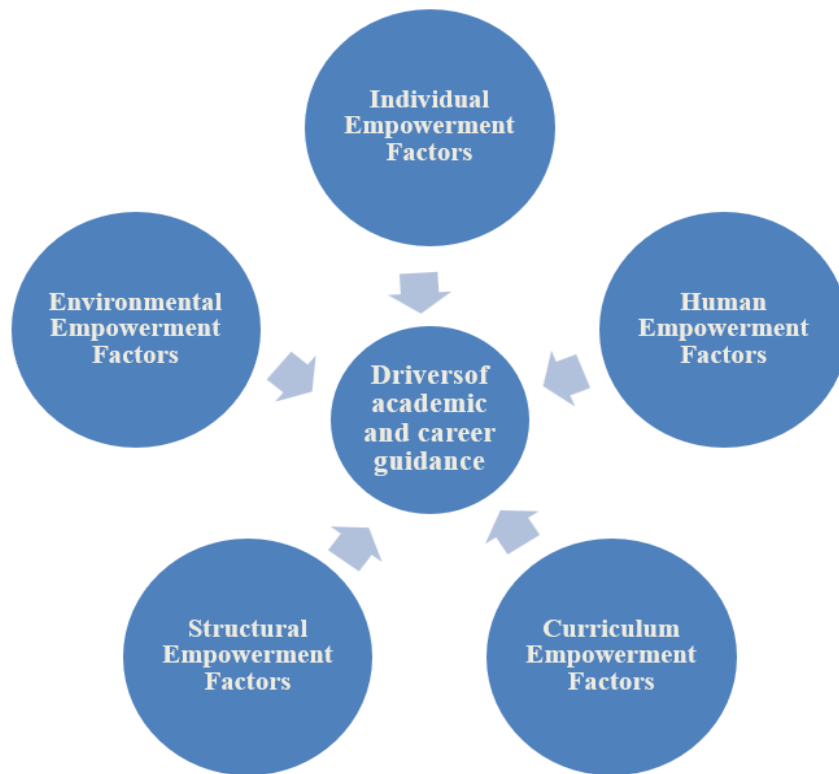 Individual
Empowerment
Factors
Environmental
Empowerment
Factors
Human
Empowerment
Factors
Driversof
academic
and career
guidance
Structural
Empowerment
Factors
Curriculum
Empowerment
Factors